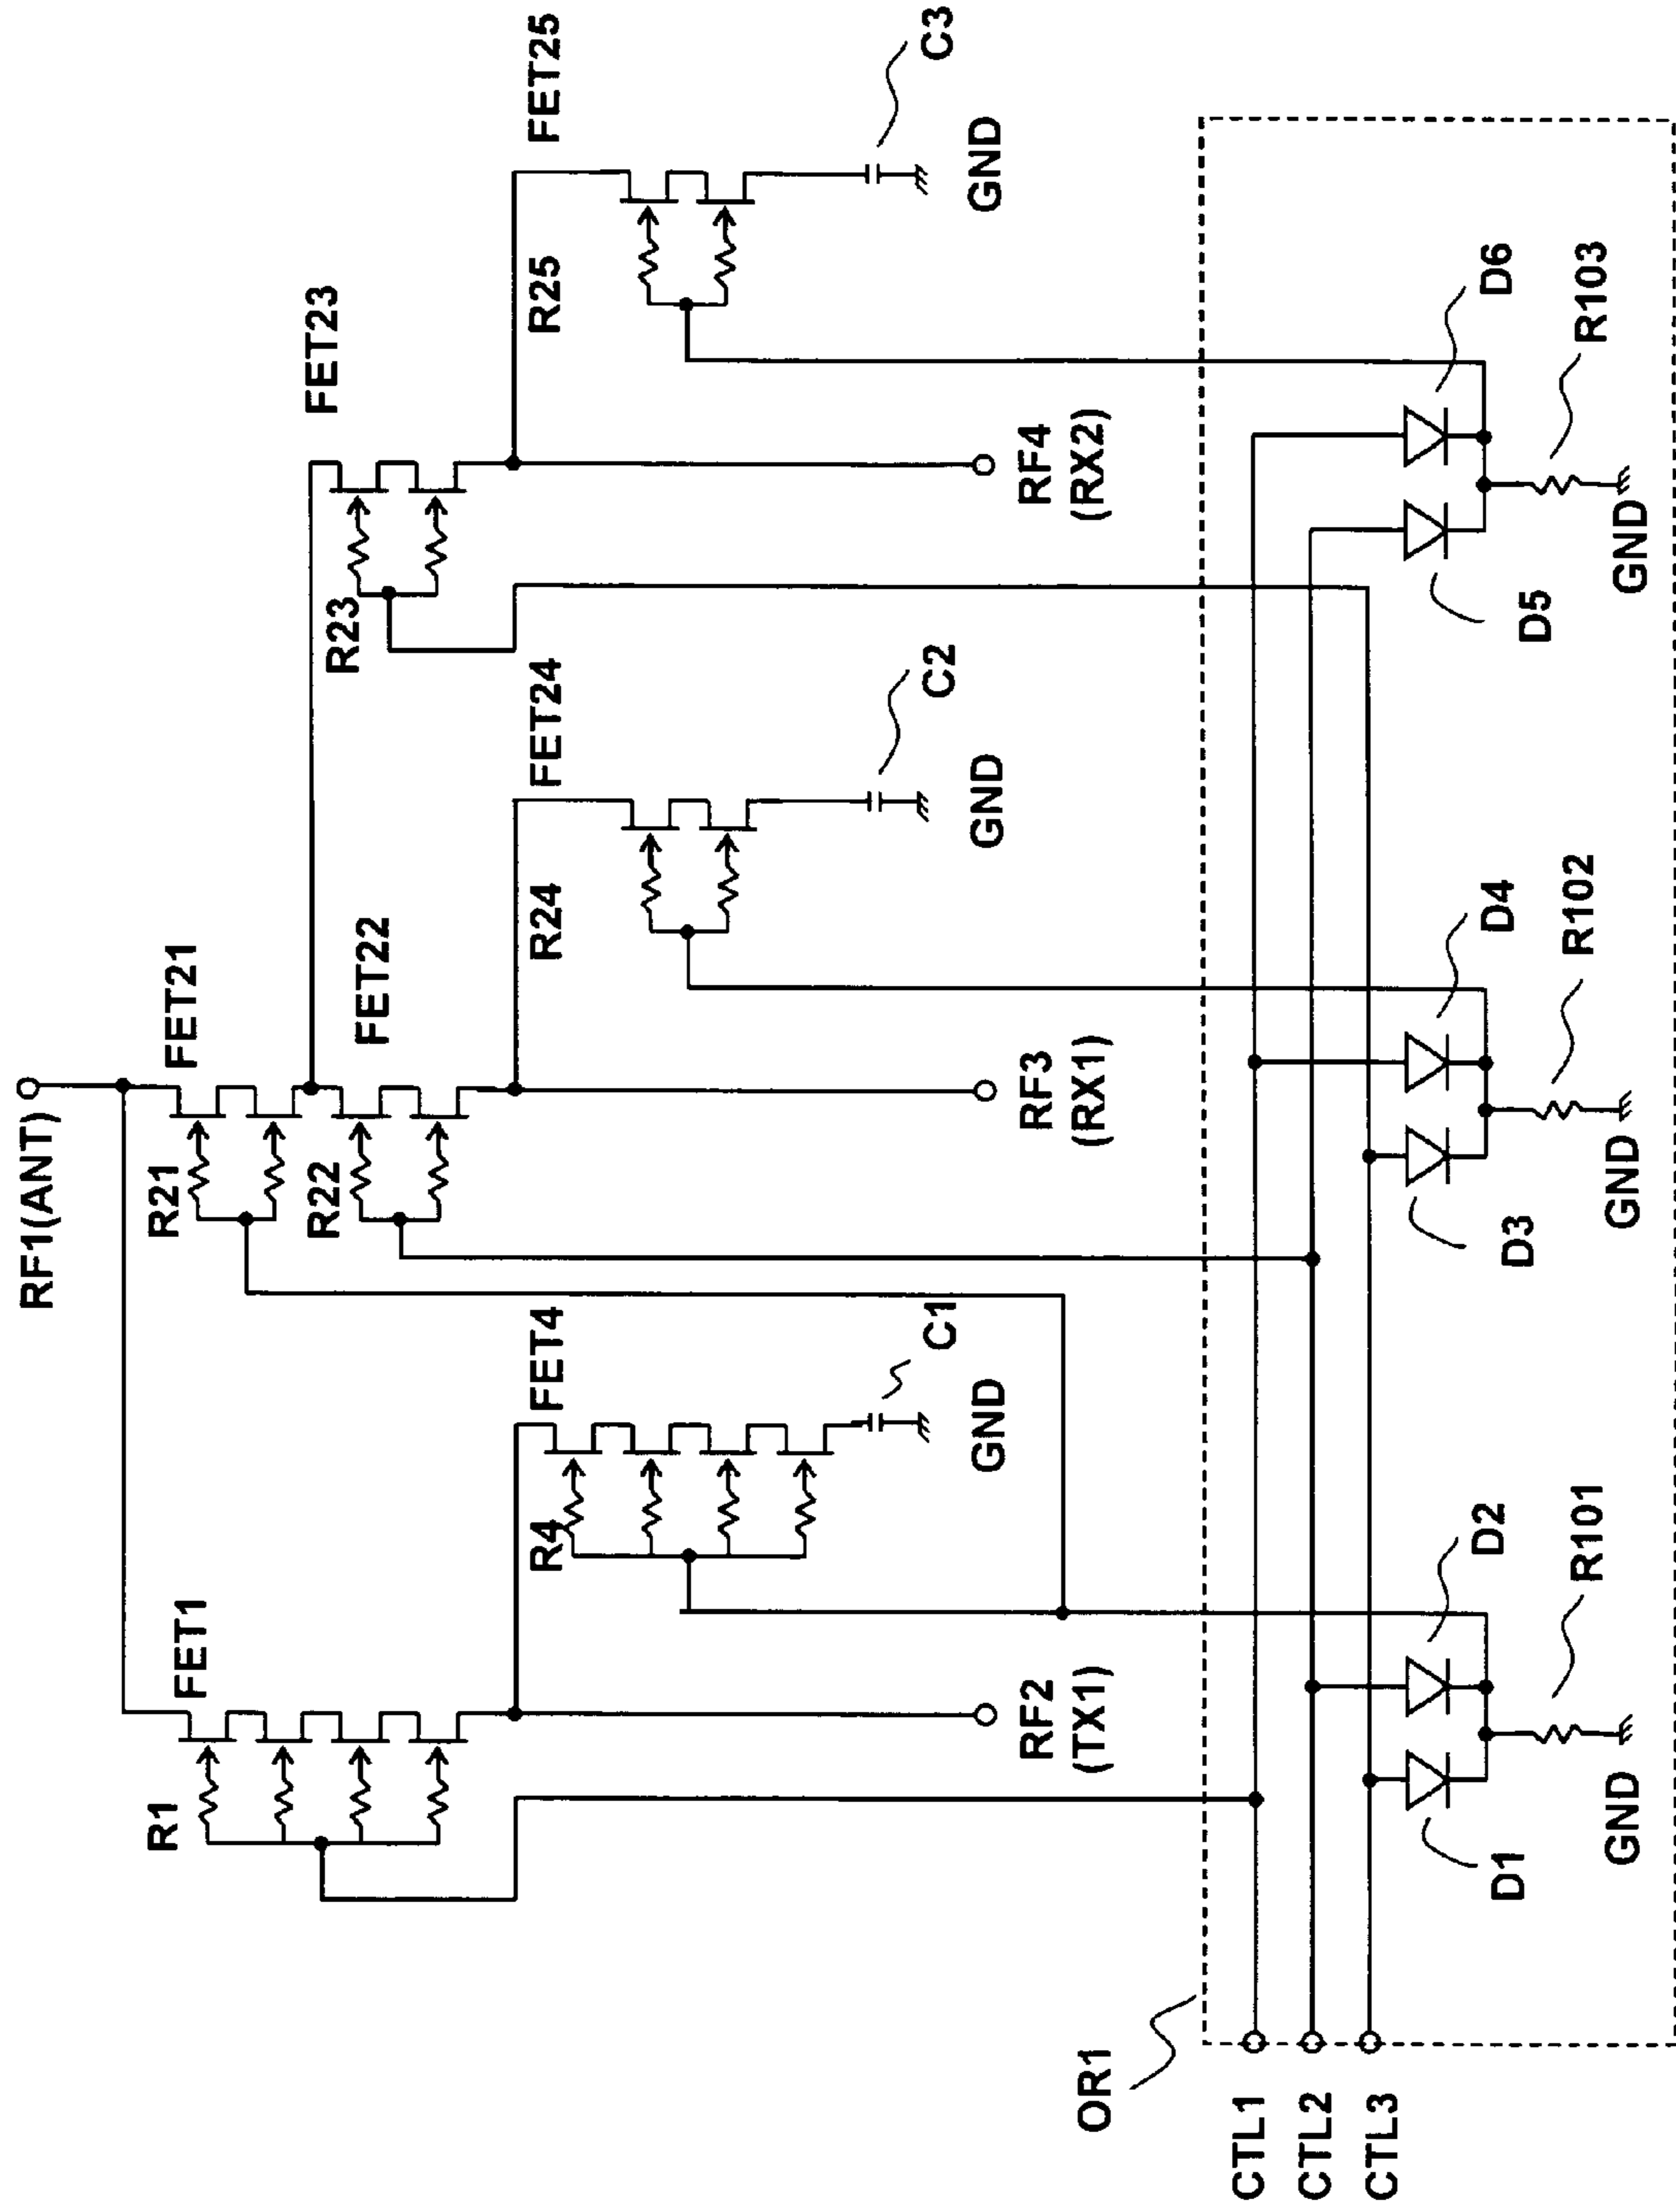 RF1(ANT)
R1
FET1
R4
FET4
C1
GND
RF2
(TX1)
R21
FET21
R22
FET22
R24
FET24
C2
GND
RF3
(RX1)
R23
FET23
R25
FET25
C3
GND
RF4
(RX2)
OR1
CTL1
CTL2
CTL3
D1
D2
R101
GND
D3
D4
R102
GND
D5
D6
R103
GND